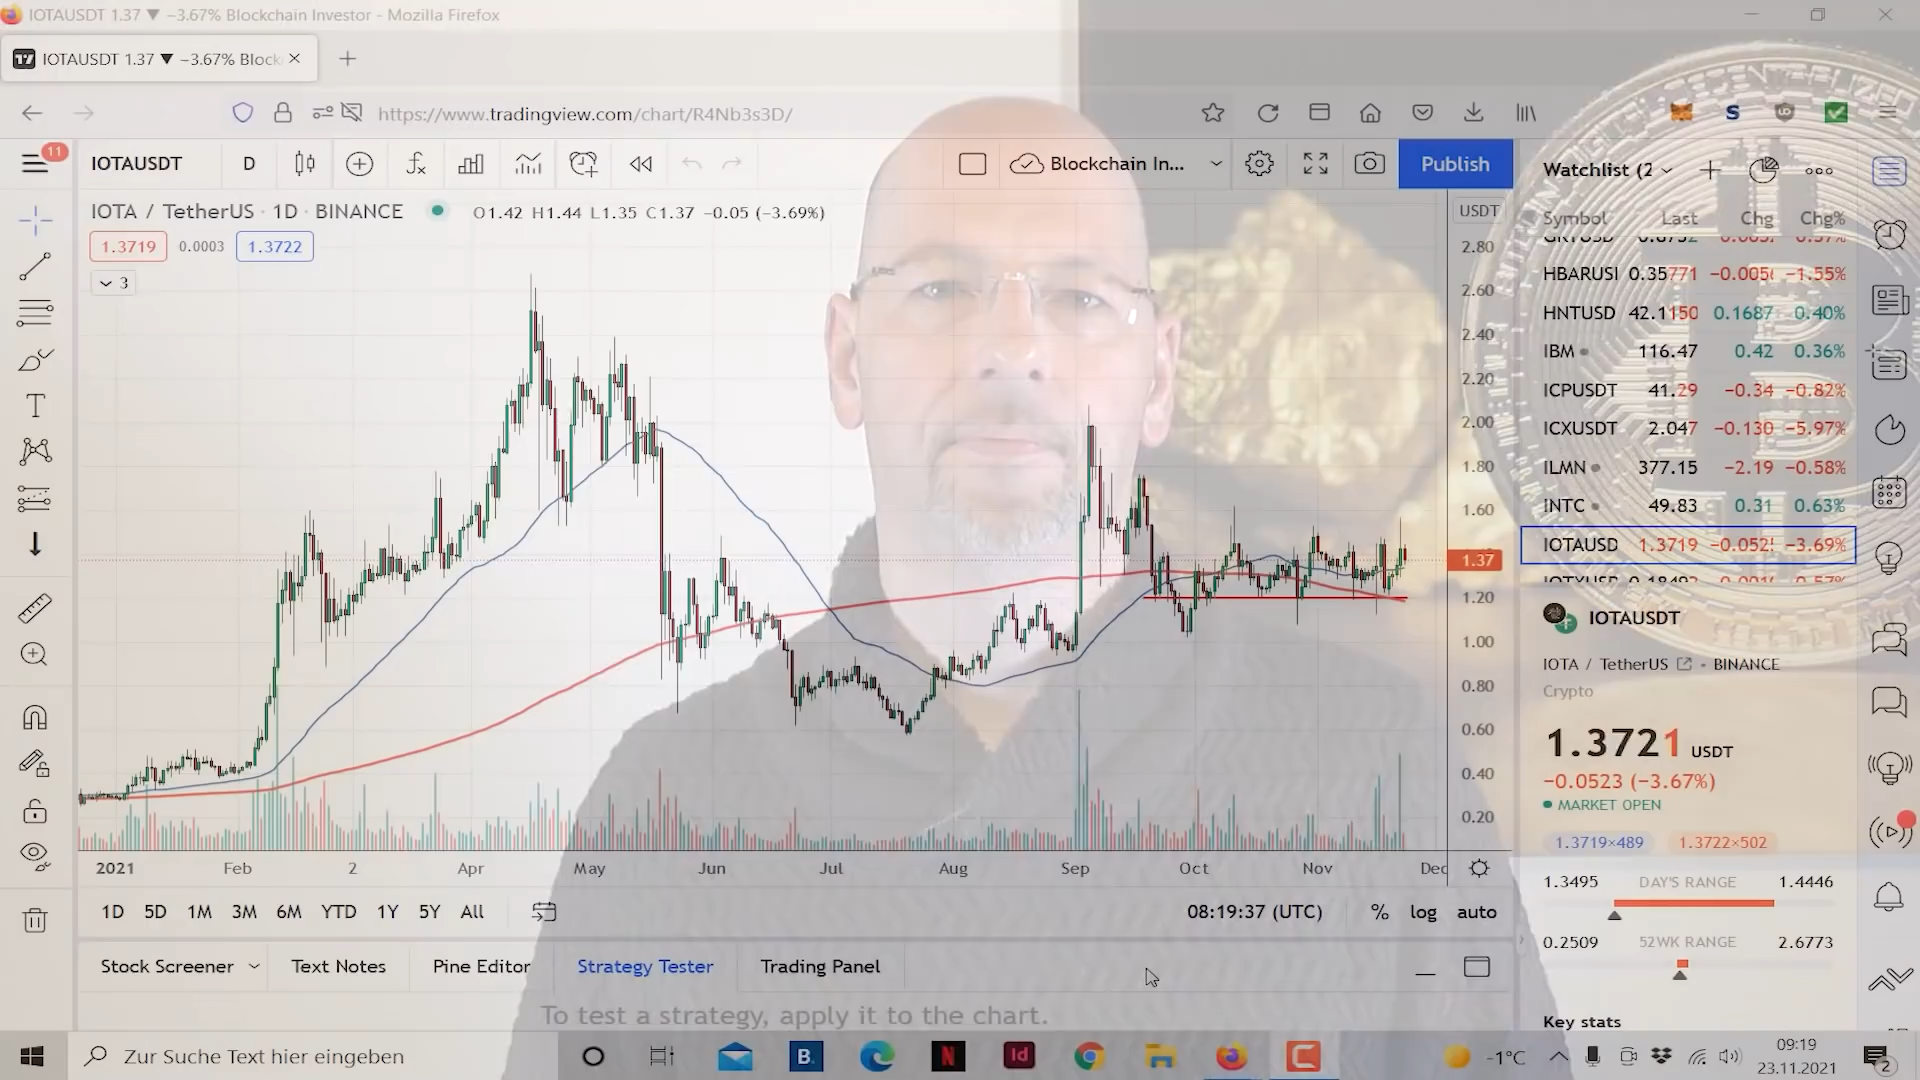 IOTAUSDT 1.37 ▼ −3.67% Blockchain Investor - Mozilla Firefox
IOTAUSDT 1.37 ▼ −3.67% Block
https://www.tradingview.com/chart/R4Nb3s3D/
11
IOTAUSDT
D
Blockchain In...
Publish
IOTA / TetherUS · 1D · BINANCE
O1.42 H1.44 L1.35 C1.37 −0.05 (−3.69%)
1.3719
0.0003
1.3722
3
USDT
2.80
2.60
2.40
2.20
2.00
1.80
1.60
1.37
1.20
1.00
0.80
0.60
0.40
0.20
2021 Feb 2 Apr May Jun Jul Aug Sep Oct Nov Dec
1D 5D 1M 3M 6M YTD 1Y 5Y All
08:19:37 (UTC)
% log auto
Stock Screener
Text Notes
Pine Editor
Strategy Tester
Trading Panel
To test a strategy, apply it to the chart.
Watchlist (2
Symbol Last Chg Chg%
HBARUSI 0.35771 −0.005 −1.55%
HNTUSD 42.1150 0.1687 0.40%
IBM 116.47 0.42 0.36%
ICPUSDT 41.29 −0.34 −0.82%
ICXUSDT 2.047 −0.130 −5.97%
ILMN 377.15 −2.19 −0.58%
INTC 49.83 0.31 0.63%
IOTAUSD 1.3719 −0.052 −3.69%
IOTAUSDT
IOTA / TetherUS • BINANCE
Crypto
1.3721 USDT
−0.0523 (−3.67%)
MARKET OPEN
1.3719×489
1.3722×502
1.3495 DAY'S RANGE 1.4446
0.2509 52WK RANGE 2.6773
Key stats
Zur Suche Text hier eingeben
B.
N
Id
-1°C
09:19
23.11.2021
2